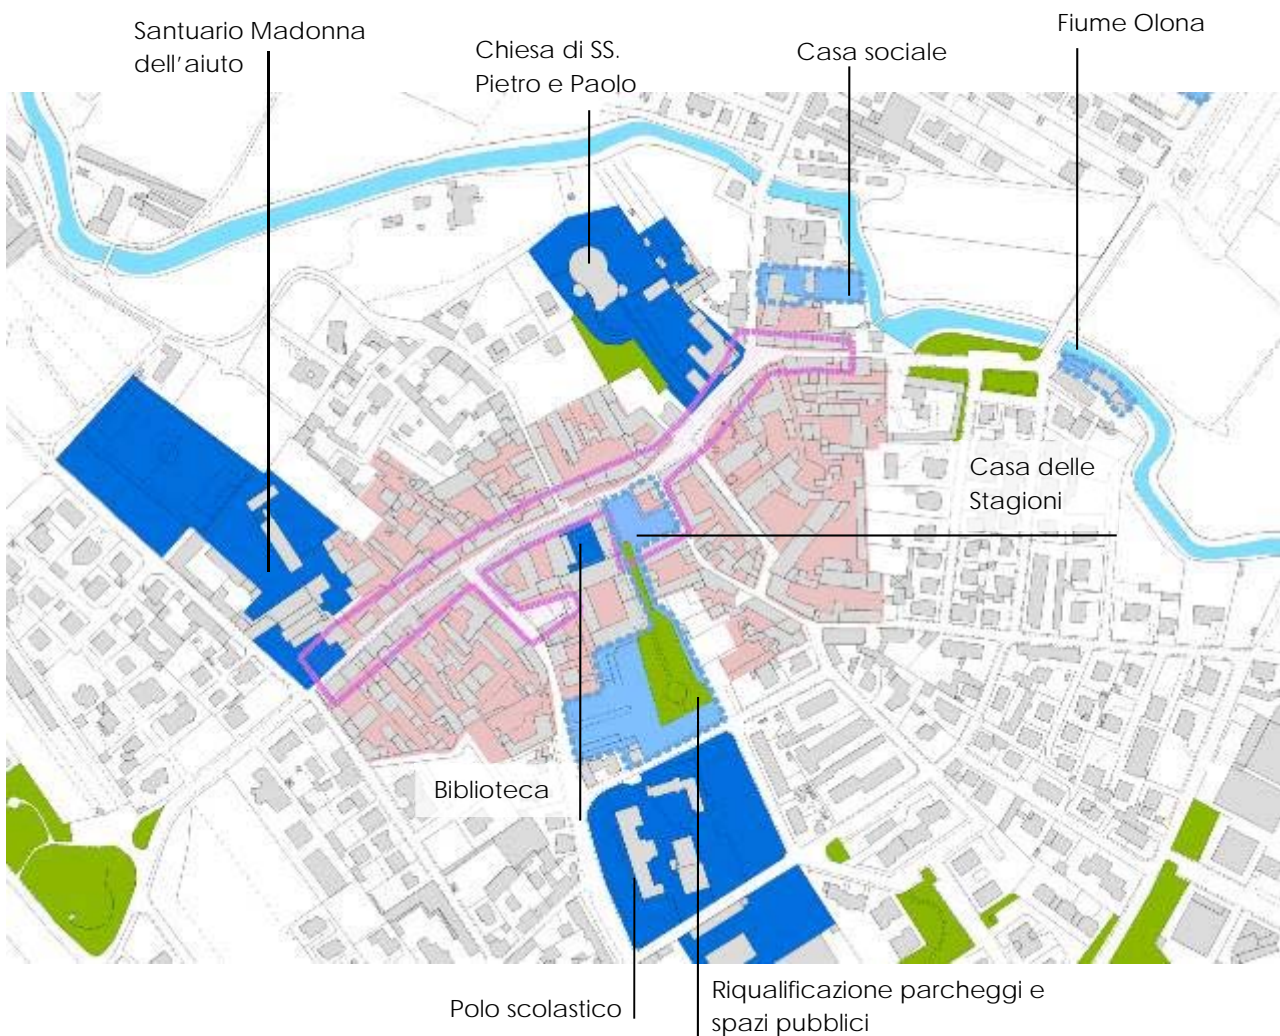 Santuario Madonna
dell'aiuto
Chiesa di SS.
Pietro e Paolo
Casa sociale
Fiume Olona
Casa delle
Stagioni
Biblioteca
Polo scolastico
Riqualificazione parcheggi e
spazi pubblici